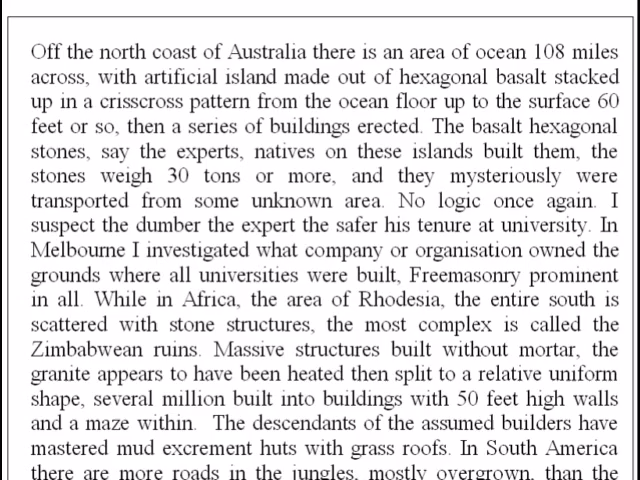 Off the north coast of Australia there is an area of ocean 108 miles
across, with artificial island made out of hexagonal basalt stacked
up in a crisscross pattern from the ocean floor up to the surface 60
feet or so, then a series of buildings erected. The basalt hexagonal
stones, say the experts, natives on these islands built them, the
stones weigh 30 tons or more, and they mysteriously were
transported from some unknown area. No logic once again. I
suspect the dumber the expert the safer his tenure at university. In
Melbourne I investigated what company or organisation owned the
grounds where all universities were built, Freemasonry prominent
in all. While in Africa, the area of Rhodesia, the entire south is
scattered with stone structures, the most complex is called the
Zimbabwean ruins. Massive structures built without mortar, the
granite appears to have been heated then split to a relative uniform
shape, several million built into buildings with 50 feet high walls
and a maze within. The descendants of the assumed builders have
mastered mud excrement huts with grass roofs. In South America
there are more roads in the jungles, mostly overgrown, than the